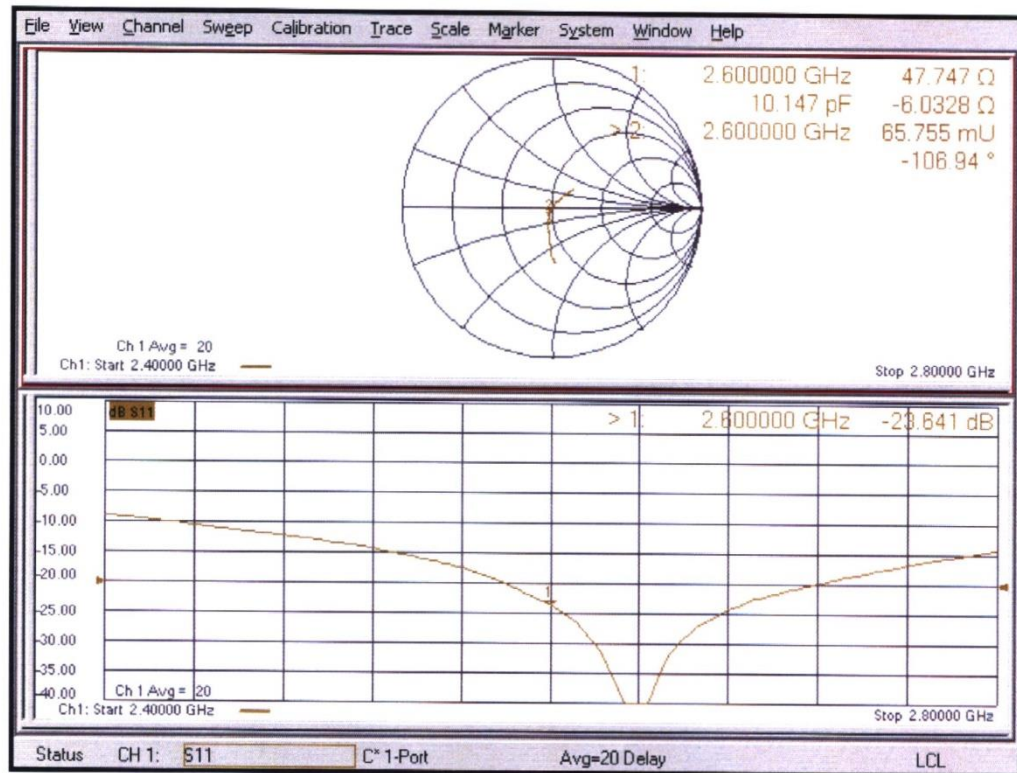 File View Channel Sweep Calibration Trace Scale Marker System Window Help
1: 2.600000 GHz 47.747 Ω
10.147 pF -6.0328 Ω
> 2: 2.600000 GHz 65.755 mU
-106.94 °
Ch 1 Avg = 20
Ch1: Start 2.40000 GHz Stop 2.80000 GHz
10.00 dB S11 > 1: 2.600000 GHz -23.641 dB
5.00
0.00
-5.00
-10.00
-15.00
-20.00
-25.00
-30.00
-35.00
-40.00
1
Ch 1 Avg = 20
Ch1: Start 2.40000 GHz Stop 2.80000 GHz
Status CH 1: S11 C* 1-Port Avg=20 Delay LCL